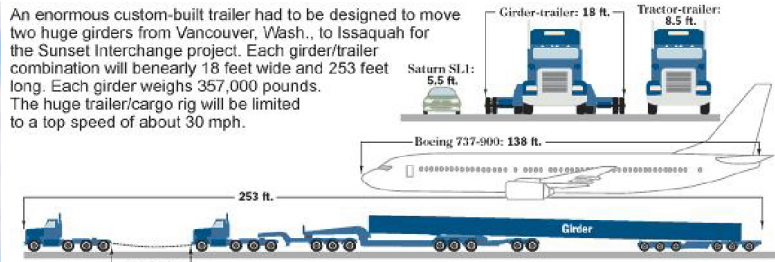 An enormous custom-built trailer had to be designed to move
two huge girders from Vancouver, Wash., to Issaquah for
the Sunset Interchange project. Each girder/trailer
combination will benearly 18 feet wide and 253 feet
long. Each girder weighs 357,000 pounds.
The huge trailer/cargo rig will be limited
to a top speed of about 30 mph.
Girder-trailer: 18 ft.
Tractor-trailer:
8.5 ft.
Saturn SL1:
5.5 ft.
Boeing 737-900: 138 ft.
253 ft.
Girder